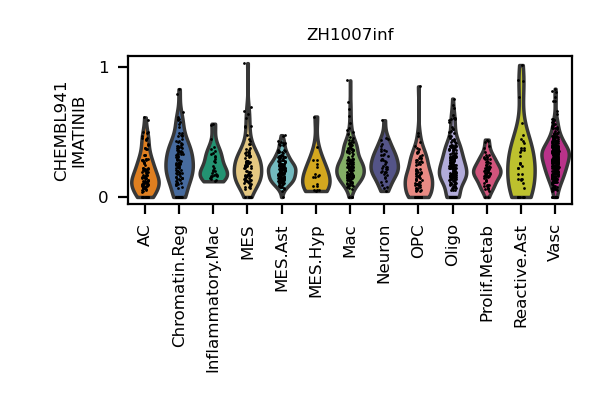 ZH1007inf
CHEMBL941
IMATINIB
1
0
AC
Chromatin.Reg
Inflammatory.Mac
MES
MES.Ast
MES.Hyp
Mac
Neuron
OPC
Oligo
Prolif.Metab
Reactive.Ast
Vasc